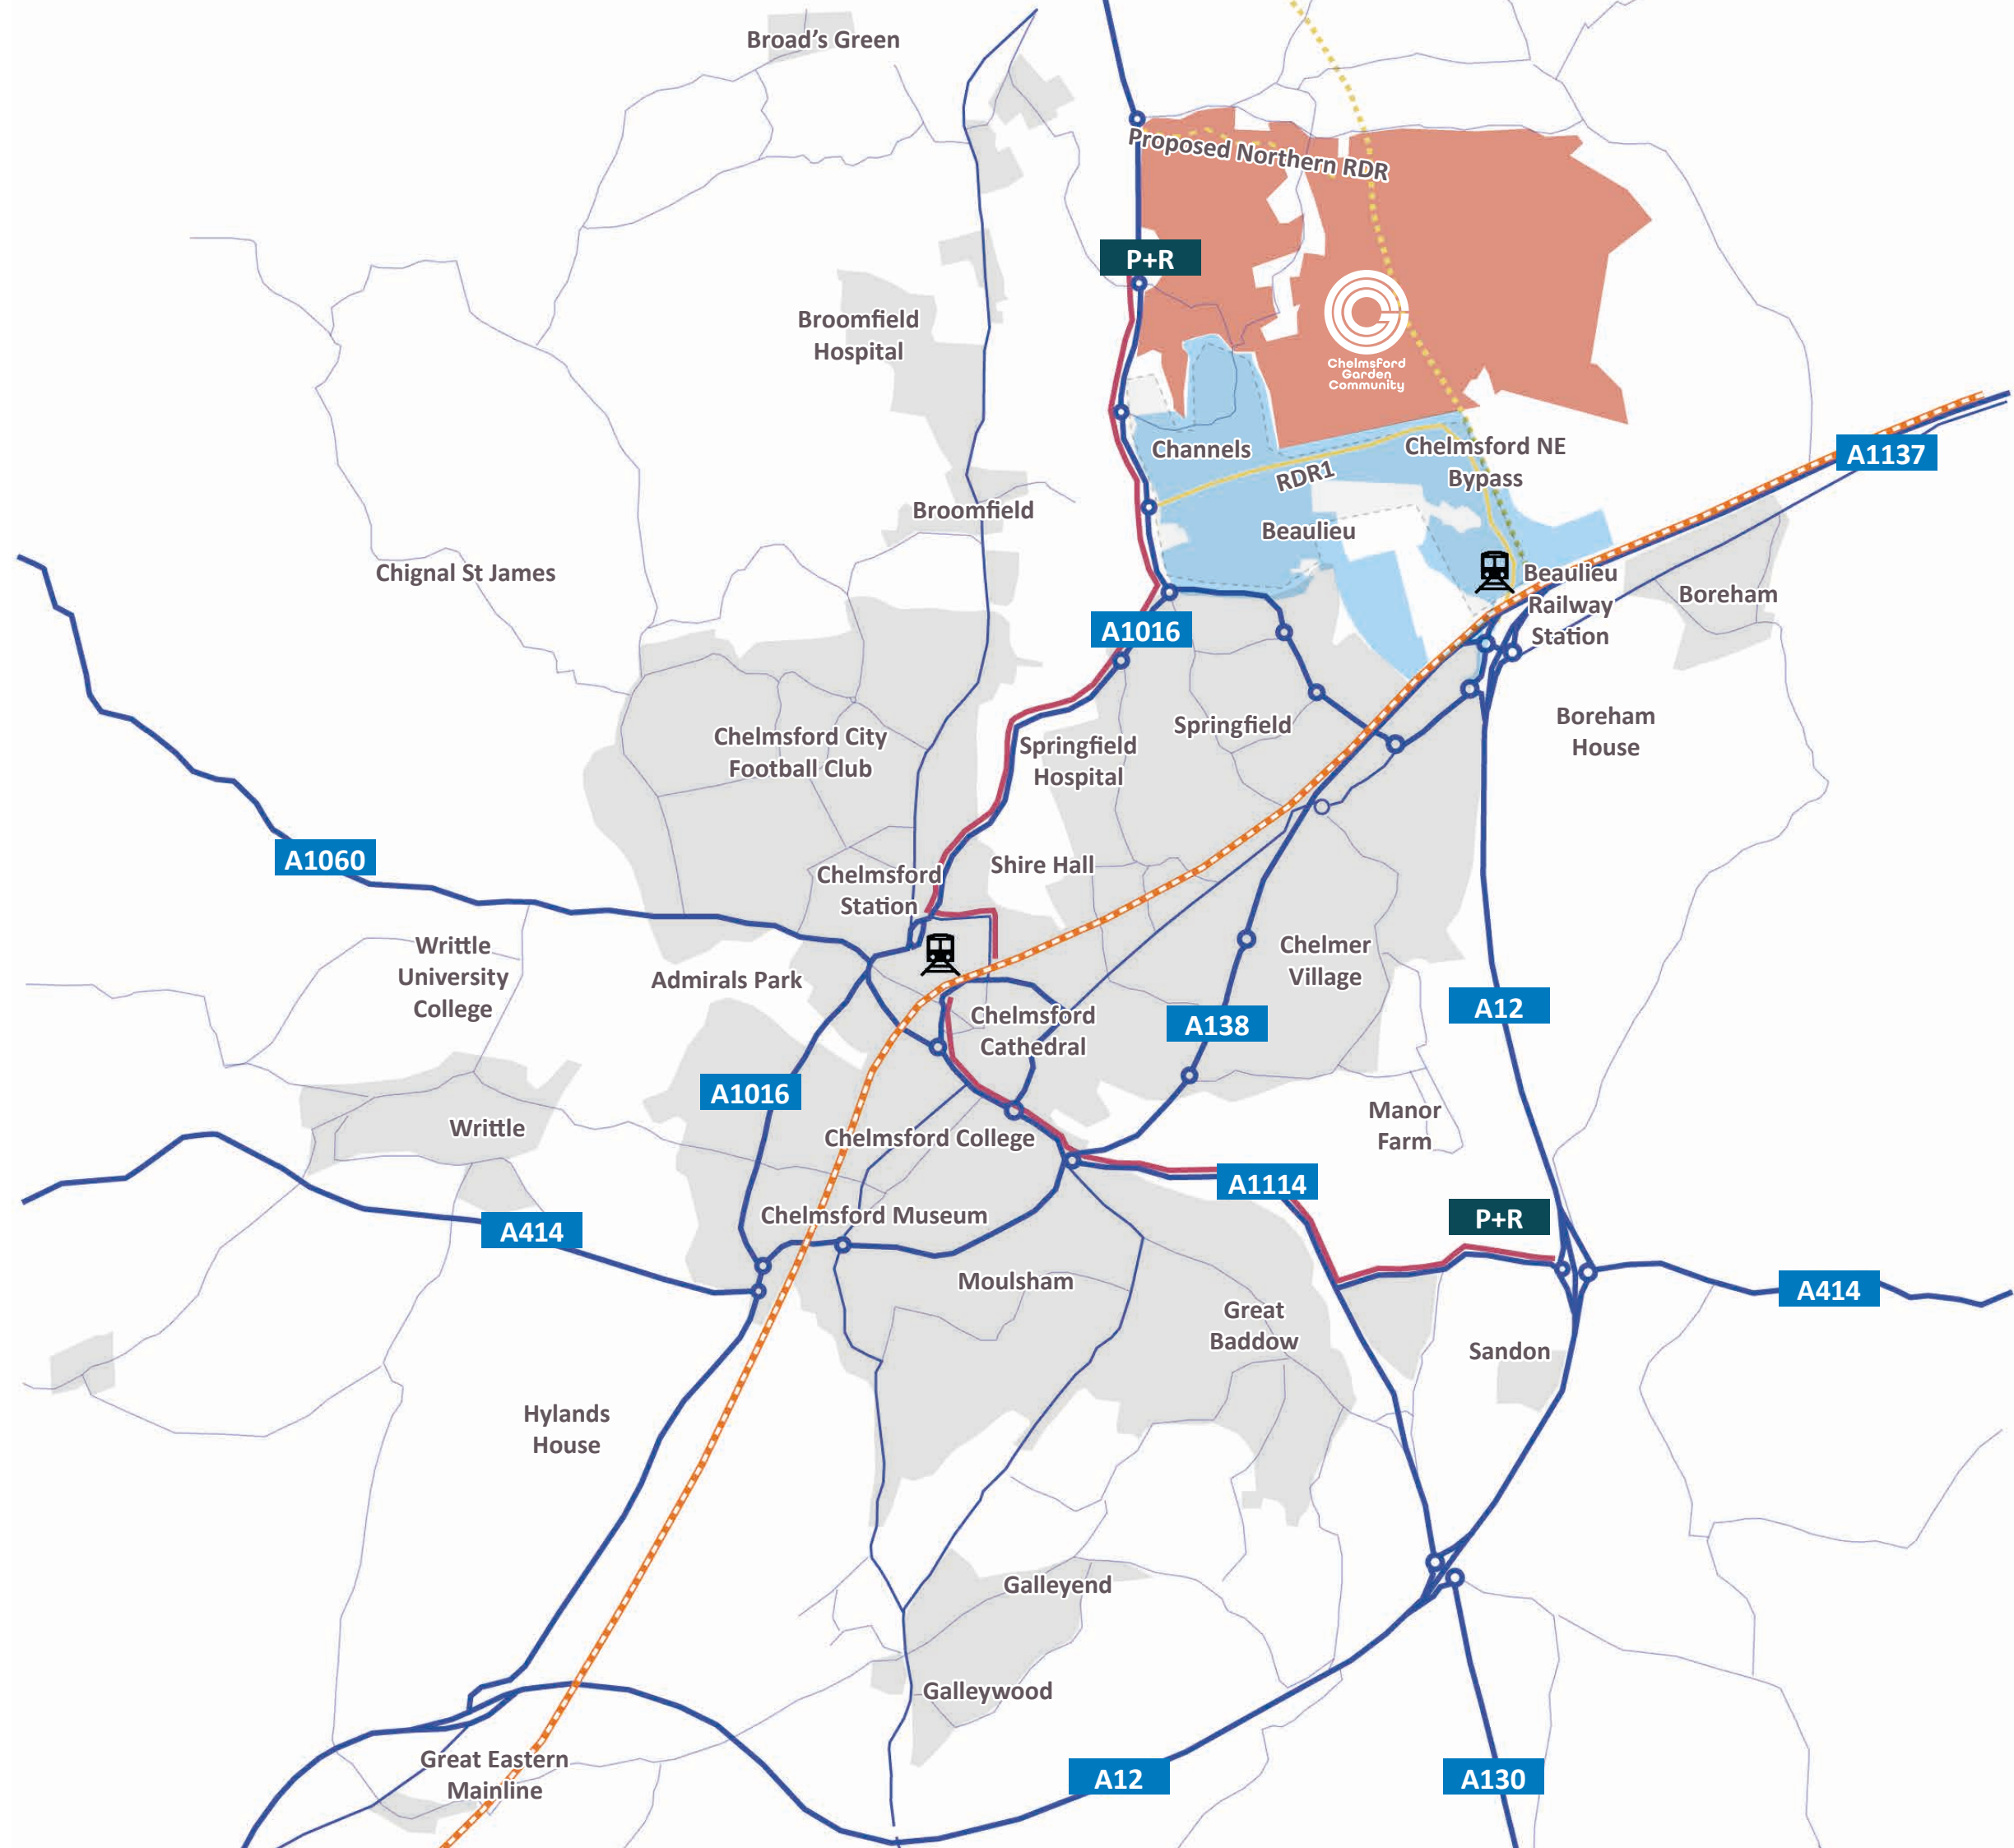 Broad's Green
Proposed Northern RDR
P+R
Broomfield
Hospital
Chelmsford
Garden
Community
Channels
Chelmsford NE
Bypass
A1137
RDR1
Broomfield
Beaulieu
Chignal St James
Beaulieu
Railway
Station
Boreham
A1016
Chelmsford City
Football Club
Springfield
Hospital
Springfield
Boreham
House
A1060
Chelmsford
Station
Shire Hall
Writtle
University
College
Admirals Park
Chelmer
Village
A12
Chelmsford
Cathedral
A138
A1016
Writtle
Chelmsford College
Manor
Farm
A1114
P+R
A414
Chelmsford Museum
Moulsham
A414
Great
Baddow
Sandon
Hylands
House
Galleyend
Galleywood
Great Eastern
Mainline
A12
A130